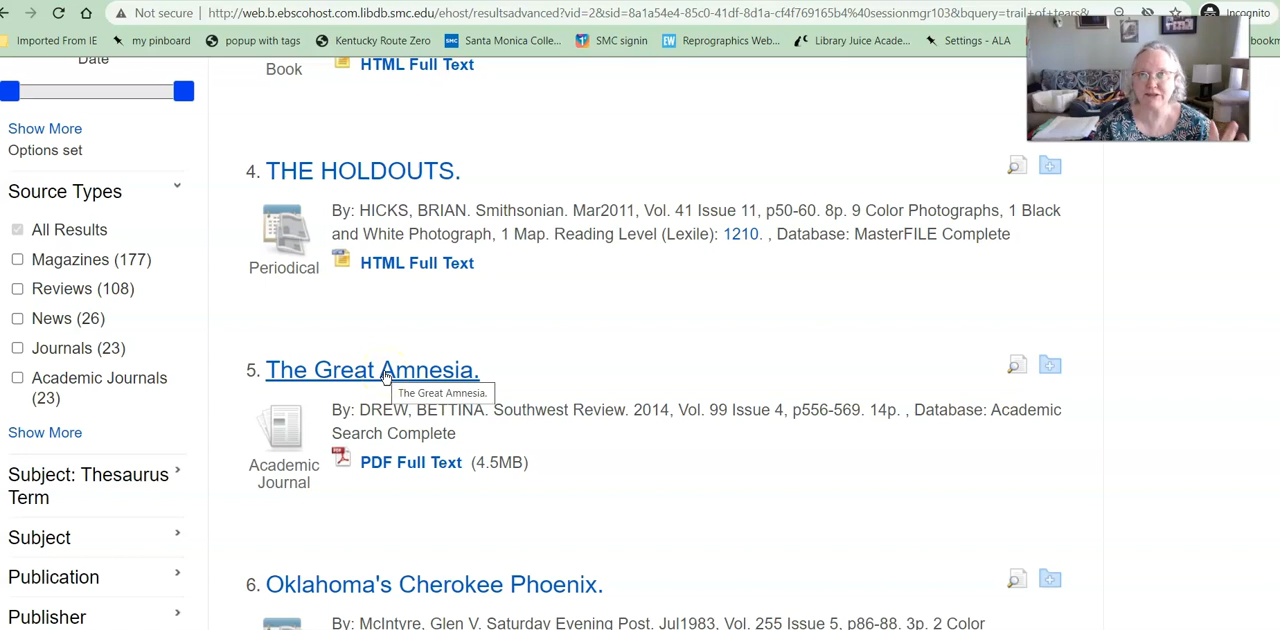 Not secure | http://web.b.ebscohost.com.libdb.smc.edu/ehost/resultsadvanced?vid=2&sid=8a1a54e4-85c0-41df-8d1a-cf4f769165b4%40sessionmgr103&bquery=trail+of+tears& Incognito
Imported From IE my pinboard popup with tags Kentucky Route Zero SMC Santa Monica Colle... SMC signin EW Reprographics Web... Library Juice Acade... Settings - ALA
Date
Show More
Options set
Source Types
All Results
Magazines (177)
Reviews (108)
News (26)
Journals (23)
Academic Journals
(23)
Show More
Subject: Thesaurus
Term
Subject
Publication
Publisher
Book
HTML Full Text
4. THE HOLDOUTS.
By: HICKS, BRIAN. Smithsonian. Mar2011, Vol. 41 Issue 11, p50-60. 8p. 9 Color Photographs, 1 Black
and White Photograph, 1 Map. Reading Level (Lexile): 1210. , Database: MasterFILE Complete
Periodical
HTML Full Text
5. The Great Amnesia.
The Great Amnesia.
By: DREW, BETTINA. Southwest Review. 2014, Vol. 99 Issue 4, p556-569. 14p. , Database: Academic
Search Complete
Academic
Journal
PDF Full Text (4.5MB)
6. Oklahoma's Cherokee Phoenix.
By: McIntyre, Glen V. Saturday Evening Post. Jul1983, Vol. 255 Issue 5, p86-88. 3p. 2 Color